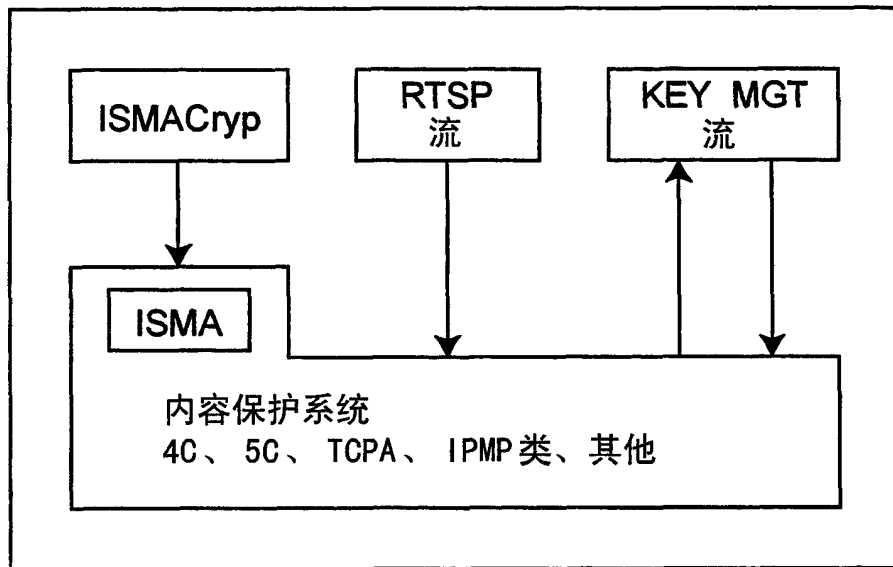 ISMACryp
RTSP
流
KEY MGT
流
ISMA
内容保护系统
4C、5C、TCPA、IPMP类、其他